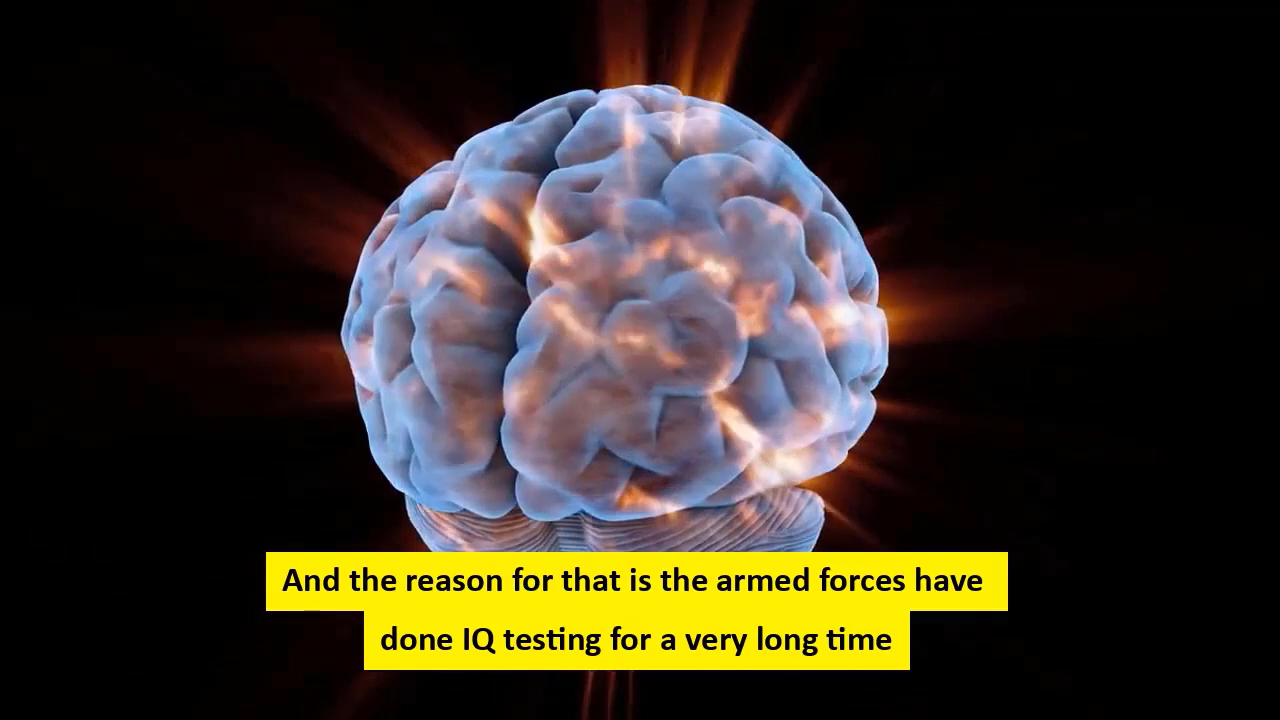 And the reason for that is the armed forces have
done IQ testing for a very long time